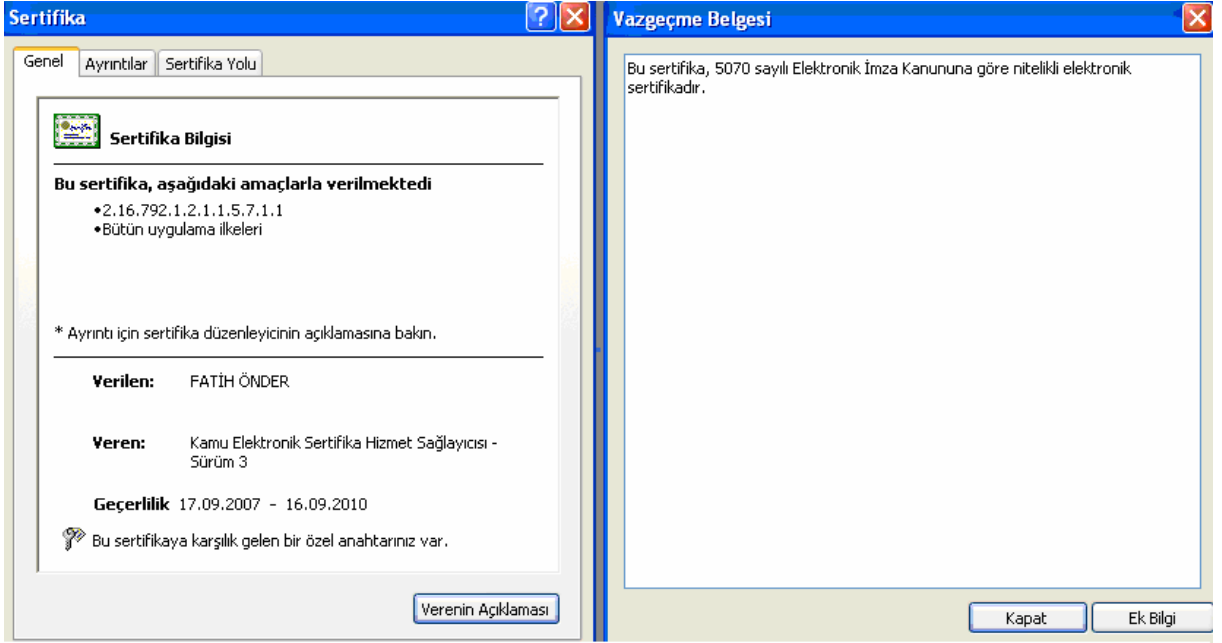 Sertifika
Genel
Ayrıntılar
Sertifika Yolu
Sertifika Bilgisi
Bu sertifika, aşağıdaki amaçlarla verilmektedi
•2.16.792.1.2.1.1.5.7.1.1
•Bütün uygulama ilkeleri
* Ayrıntı için sertifika düzenleyicinin açıklamasına bakın.
Verilen: FATİH ÖNDER
Veren: Kamu Elektronik Sertifika Hizmet Sağlayıcısı -
Sürüm 3
Geçerlilik 17.09.2007 - 16.09.2010
Bu sertifikaya karşılık gelen bir özel anahtarınız var.
Verenin Açıklaması
Vazgeçme Belgesi
Bu sertifika, 5070 sayılı Elektronik İmza Kanununa göre nitelikli elektronik
sertifikadır.
Kapat
Ek Bilgi